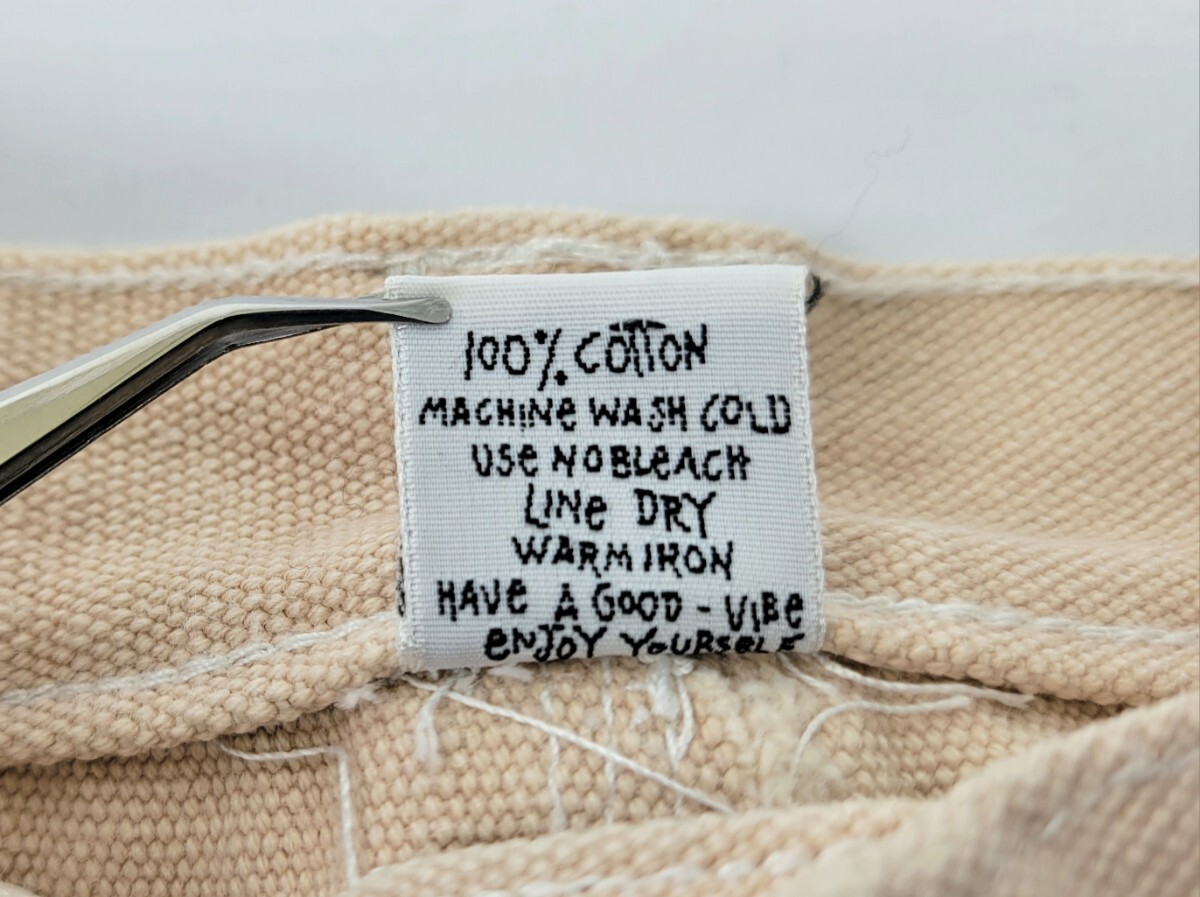 100% COTTON
MACHINe WASH COLD
USe NO BLeACH
LINe DRY
WARM IRON
HAVe A GOOD - VIBe
eNJOY YOURSeLF